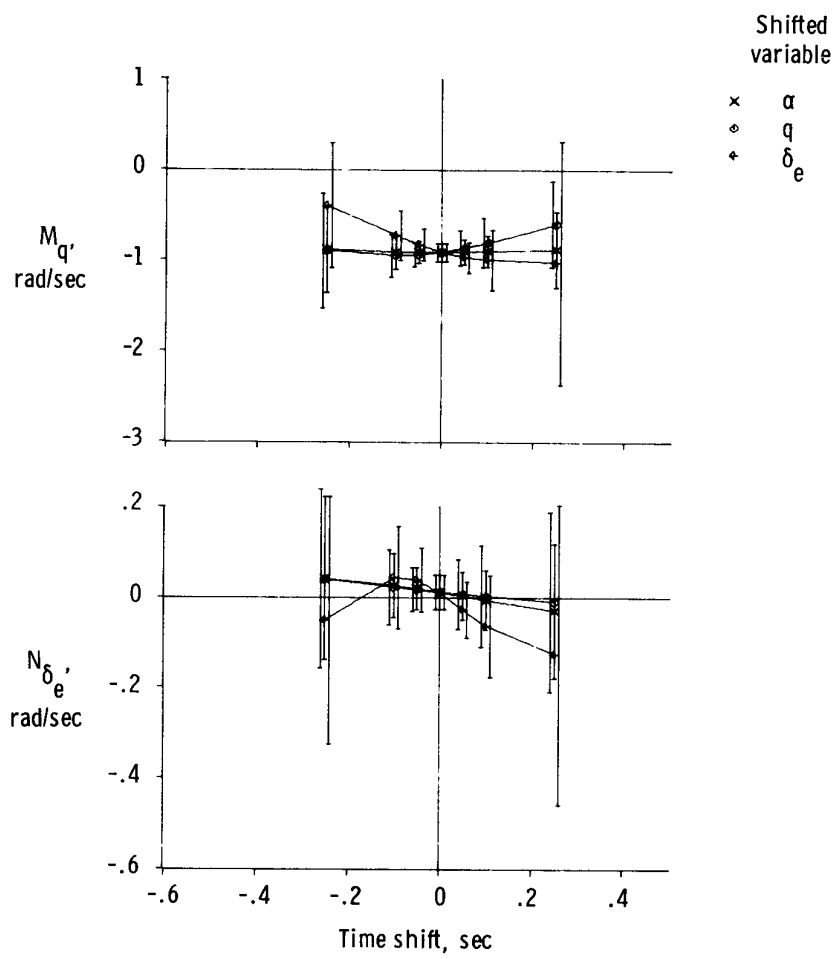 Shifted
variable
× α
○ q
+ δe
1
0
-1
-2
-3
Mq,
rad/sec
.2
0
-.2
-.4
-.6
Nδe,
rad/sec
-.6 -.4 -.2 0 .2 .4
Time shift, sec